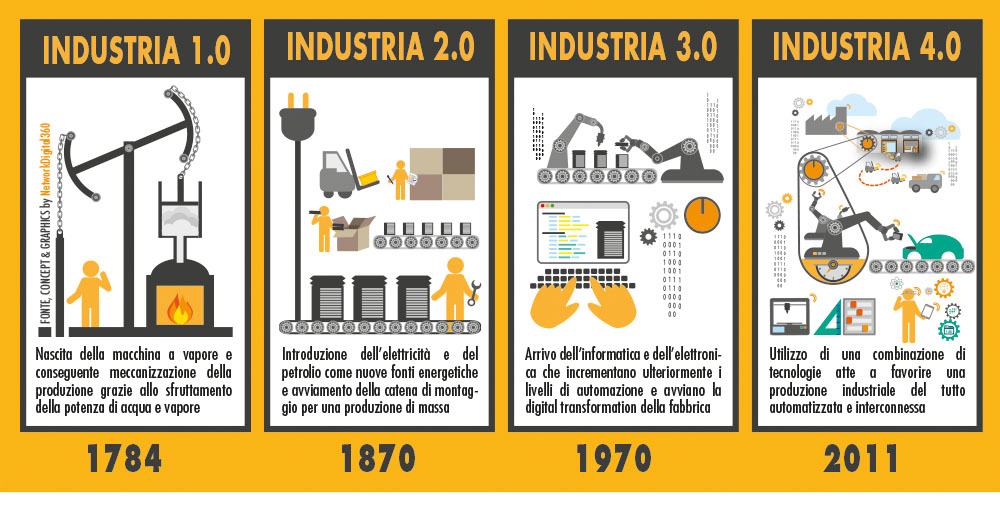 INDUSTRIA 1.0
FONTE, CONCEPT & GRAPHICS by NetworkDigital360
Nascita della macchina a vapore e
conseguente meccanizzazione della
produzione grazie allo sfruttamento
della potenza di acqua e vapore
1784
INDUSTRIA 2.0
Introduzione dell'elettricità e del
petrolio come nuove fonti energetiche
e avviamento della catena di montag-
gio per una produzione di massa
1870
INDUSTRIA 3.0
Arrivo dell'informatica e dell'elettroni-
ca che incrementano ulteriormente i
livelli di automazione e avviano la
digital transformation della fabbrica
1970
INDUSTRIA 4.0
Utilizzo di una combinazione di
tecnologie atte a favorire una
produzione industriale del tutto
automatizzata e interconnessa
2011